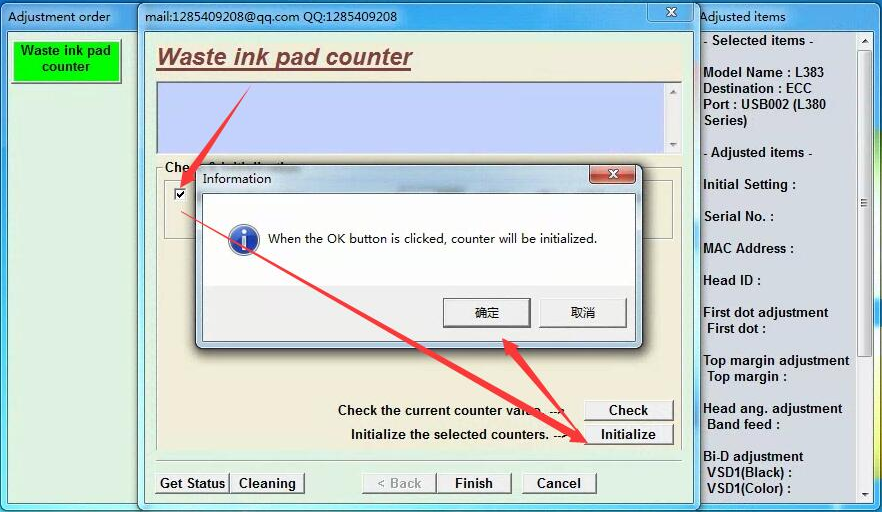 Adjustment order
Waste ink pad
counter
mail:1285409208@qq.com QQ:1285409208
Waste ink pad counter
Information
When the OK button is clicked, counter will be initialized.
确定
取消
Check the current counter value. -->
Check
Initialize the selected counters. -->
Initialize
Get Status
Cleaning
< Back
Finish
Cancel
Adjusted items
- Selected items -
Model Name : L383
Destination : ECC
Port : USB002 (L380
Series)
- Adjusted items -
Initial Setting :
Serial No. :
MAC Address :
Head ID :
First dot adjustment
First dot :
Top margin adjustment
Top margin :
Head ang. adjustment
Band feed :
Bi-D adjustment
VSD1(Black) :
VSD1(Color) :